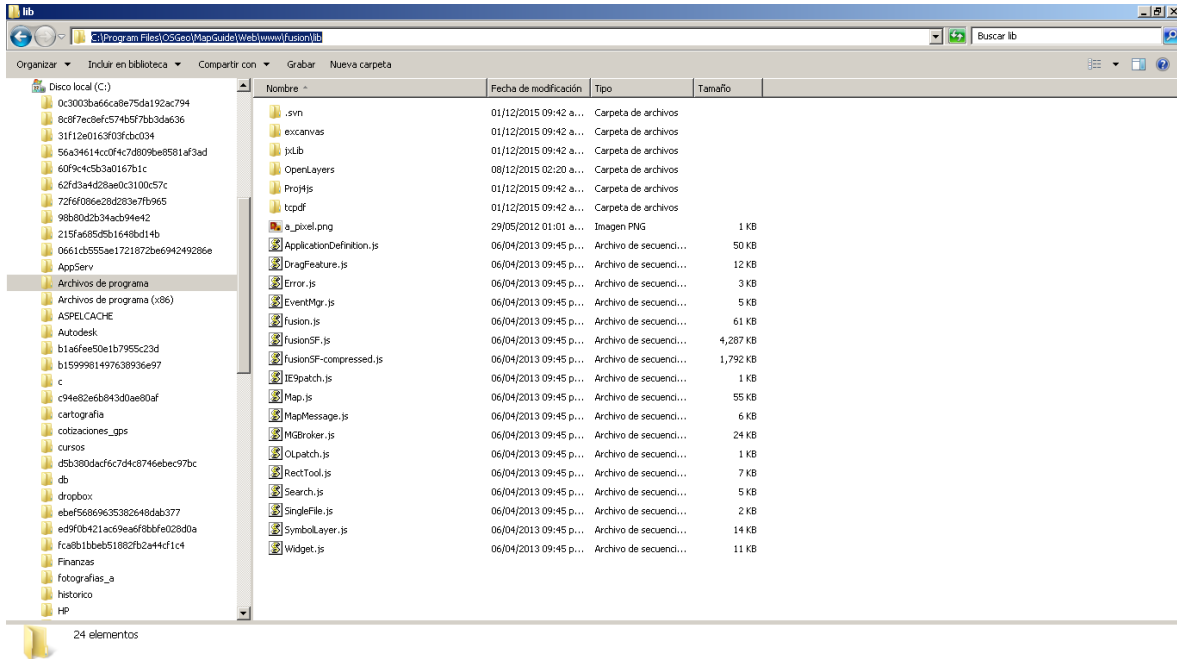 lib
C:\Program Files\OSGeo\MapGuide\Web\www\fusion\lib
Buscar lib
Organizar Incluir en biblioteca Compartir con Grabar Nueva carpeta
Disco local (C:)
0c3003ba66ca8e75da192ac794
8c8f7ec8efc574b5f7bb3da636
31f12e0163f03fcbc034
56a34614cc0f4c7d809be8581af3ad
60f9c4c5b3a0167b1c
62fd3a4d28ae0c3100c57c
72f6f086e28d283e7fb965
98b80d2b34acb94e42
215fa685d5b1648bd14b
0661cb555ae1721872be694249286e
AppServ
Archivos de programa
Archivos de programa (x86)
ASPELCACHE
Autodesk
b1a6fee50e1b7955c23d
b1599981497638936e97
c
c94e82e6b843d0ae80af
cartografia
cotizaciones_gps
cursos
d5b380dacf6c7d4c8746ebec97bc
db
dropbox
ebef56869635382648dab377
ed9f0b421ac69ea6f8bbfe028d0a
fca8b1bbeb51882fb2a44cf1c4
Finanzas
fotografias_a
historico
HP
Nombre Fecha de modificación Tipo Tamaño
.svn 01/12/2015 09:42 a... Carpeta de archivos
excanvas 01/12/2015 09:42 a... Carpeta de archivos
jxLib 01/12/2015 09:42 a... Carpeta de archivos
OpenLayers 08/12/2015 02:20 a... Carpeta de archivos
Proj4js 01/12/2015 09:42 a... Carpeta de archivos
tcpdf 01/12/2015 09:42 a... Carpeta de archivos
a_pixel.png 29/05/2012 01:01 a... Imagen PNG 1 KB
ApplicationDefinition.js 06/04/2013 09:45 p... Archivo de secuenci... 50 KB
DragFeature.js 06/04/2013 09:45 p... Archivo de secuenci... 12 KB
Error.js 06/04/2013 09:45 p... Archivo de secuenci... 3 KB
EventMgr.js 06/04/2013 09:45 p... Archivo de secuenci... 5 KB
fusion.js 06/04/2013 09:45 p... Archivo de secuenci... 61 KB
fusionSF.js 06/04/2013 09:45 p... Archivo de secuenci... 4,287 KB
fusionSF-compressed.js 06/04/2013 09:45 p... Archivo de secuenci... 1,792 KB
IE9patch.js 06/04/2013 09:45 p... Archivo de secuenci... 1 KB
Map.js 06/04/2013 09:45 p... Archivo de secuenci... 55 KB
MapMessage.js 06/04/2013 09:45 p... Archivo de secuenci... 6 KB
MGBroker.js 06/04/2013 09:45 p... Archivo de secuenci... 24 KB
OLpatch.js 06/04/2013 09:45 p... Archivo de secuenci... 1 KB
RectTool.js 06/04/2013 09:45 p... Archivo de secuenci... 7 KB
Search.js 06/04/2013 09:45 p... Archivo de secuenci... 5 KB
SingleFile.js 06/04/2013 09:45 p... Archivo de secuenci... 2 KB
SymbolLayer.js 06/04/2013 09:45 p... Archivo de secuenci... 14 KB
Widget.js 06/04/2013 09:45 p... Archivo de secuenci... 11 KB
24 elementos